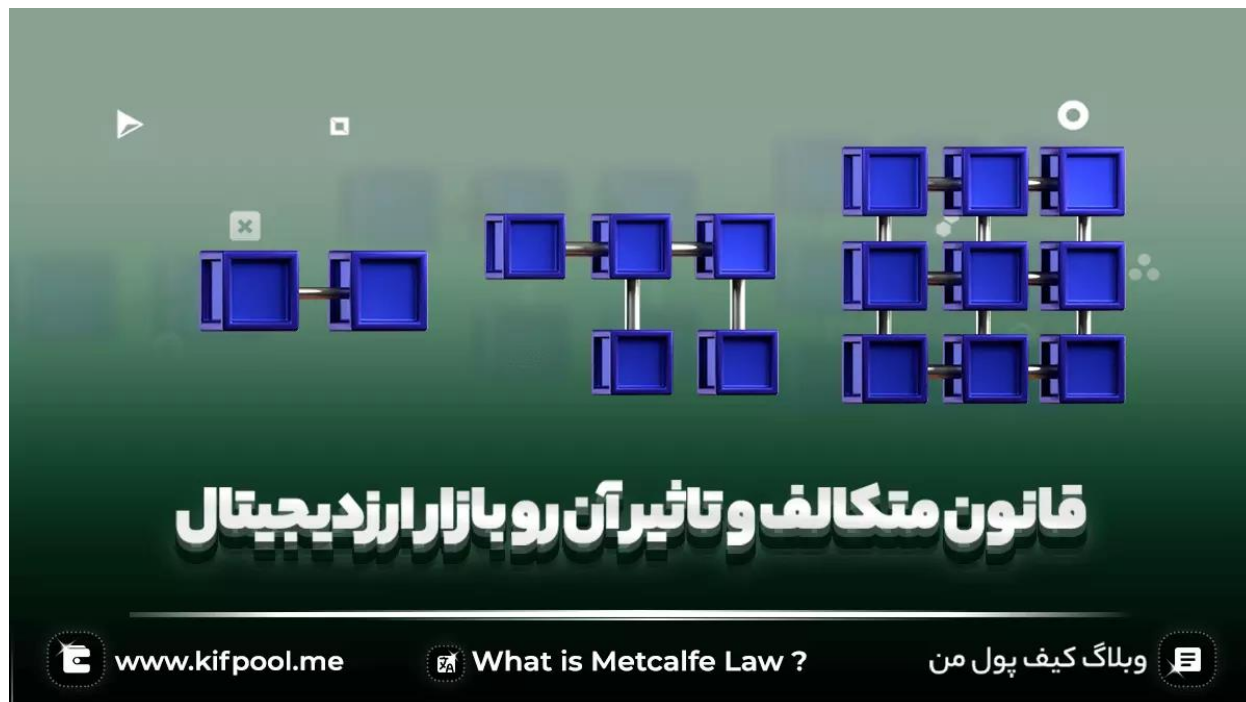 قانون متکالف و تاثیر آن رو بازار ارز دیجیتال
www.kifpool.me
What is Metcalfe Law ?
وبلاگ کیف پول من